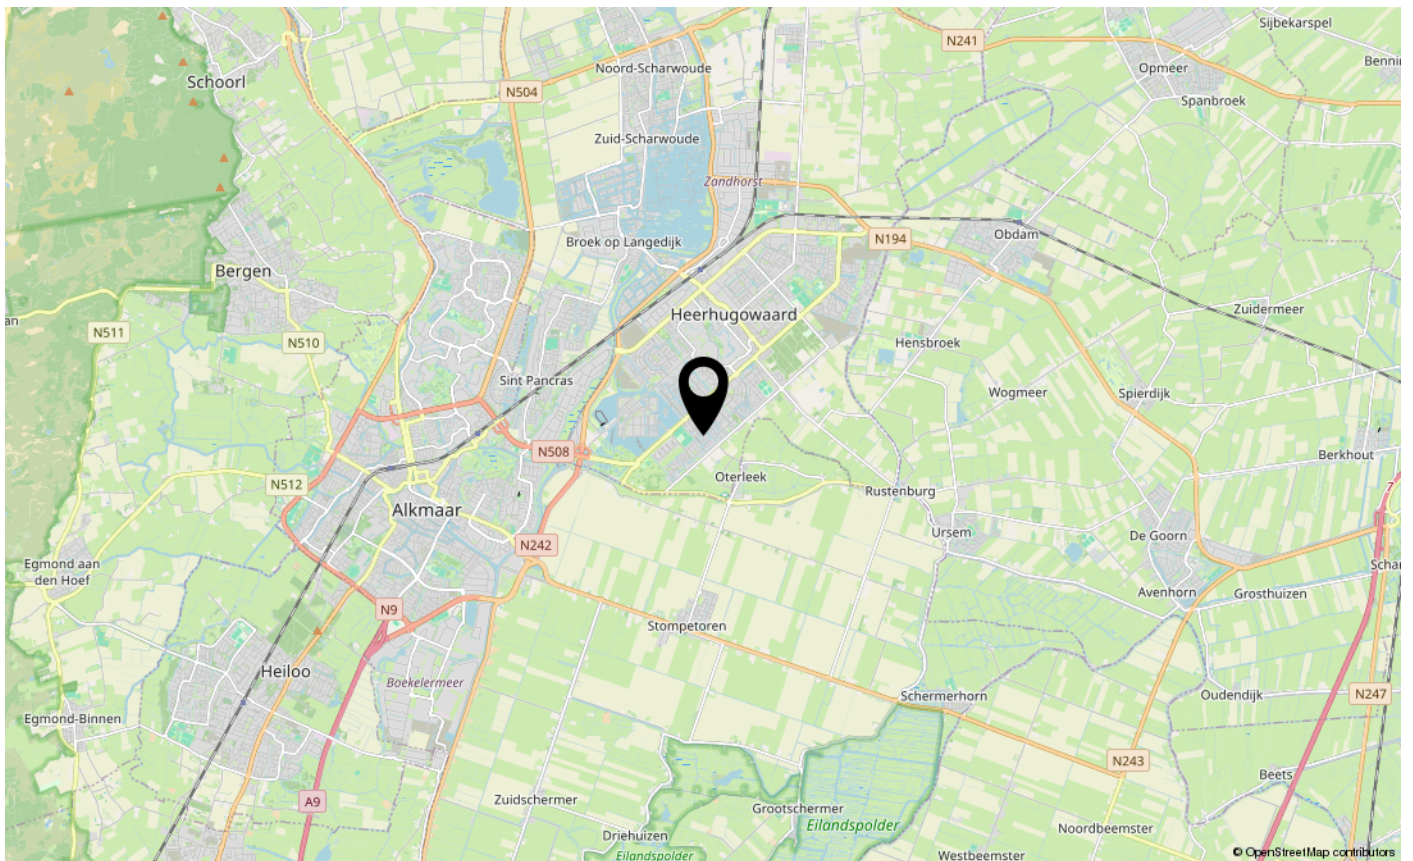 Sijbekarspel
N241
Noord-Scharwoude
Opmeer
Schoorl
N504
Spanbroek
Zuid-Scharwoude
Zandhorst
Obdam
N194
Broek op Langedijk
Bergen
Zuidermeer
Heerhugowaard
N511
N510
Hensbroek
Sint Pancras
Wogmeer
Spierdijk
N508
Berkhout
Oterleek
N512
Rustenburg
7
Alkmaar
Ursem
De Goorn
N242
Egmond aan
den Hoef
Avenhorn
Grosthuizen
N9
Stompetoren
Heiloo
Boekelermeer
Schermerhorn
Oudendijk
N247
Egmond-Binnen
N243
Beets
A9
Zuidschermer
Grootschermer
Eilandspolder
Noordbeemster
Driehuizen
Eilandspolder
Westbeemster
© OpenStreetMap contributors